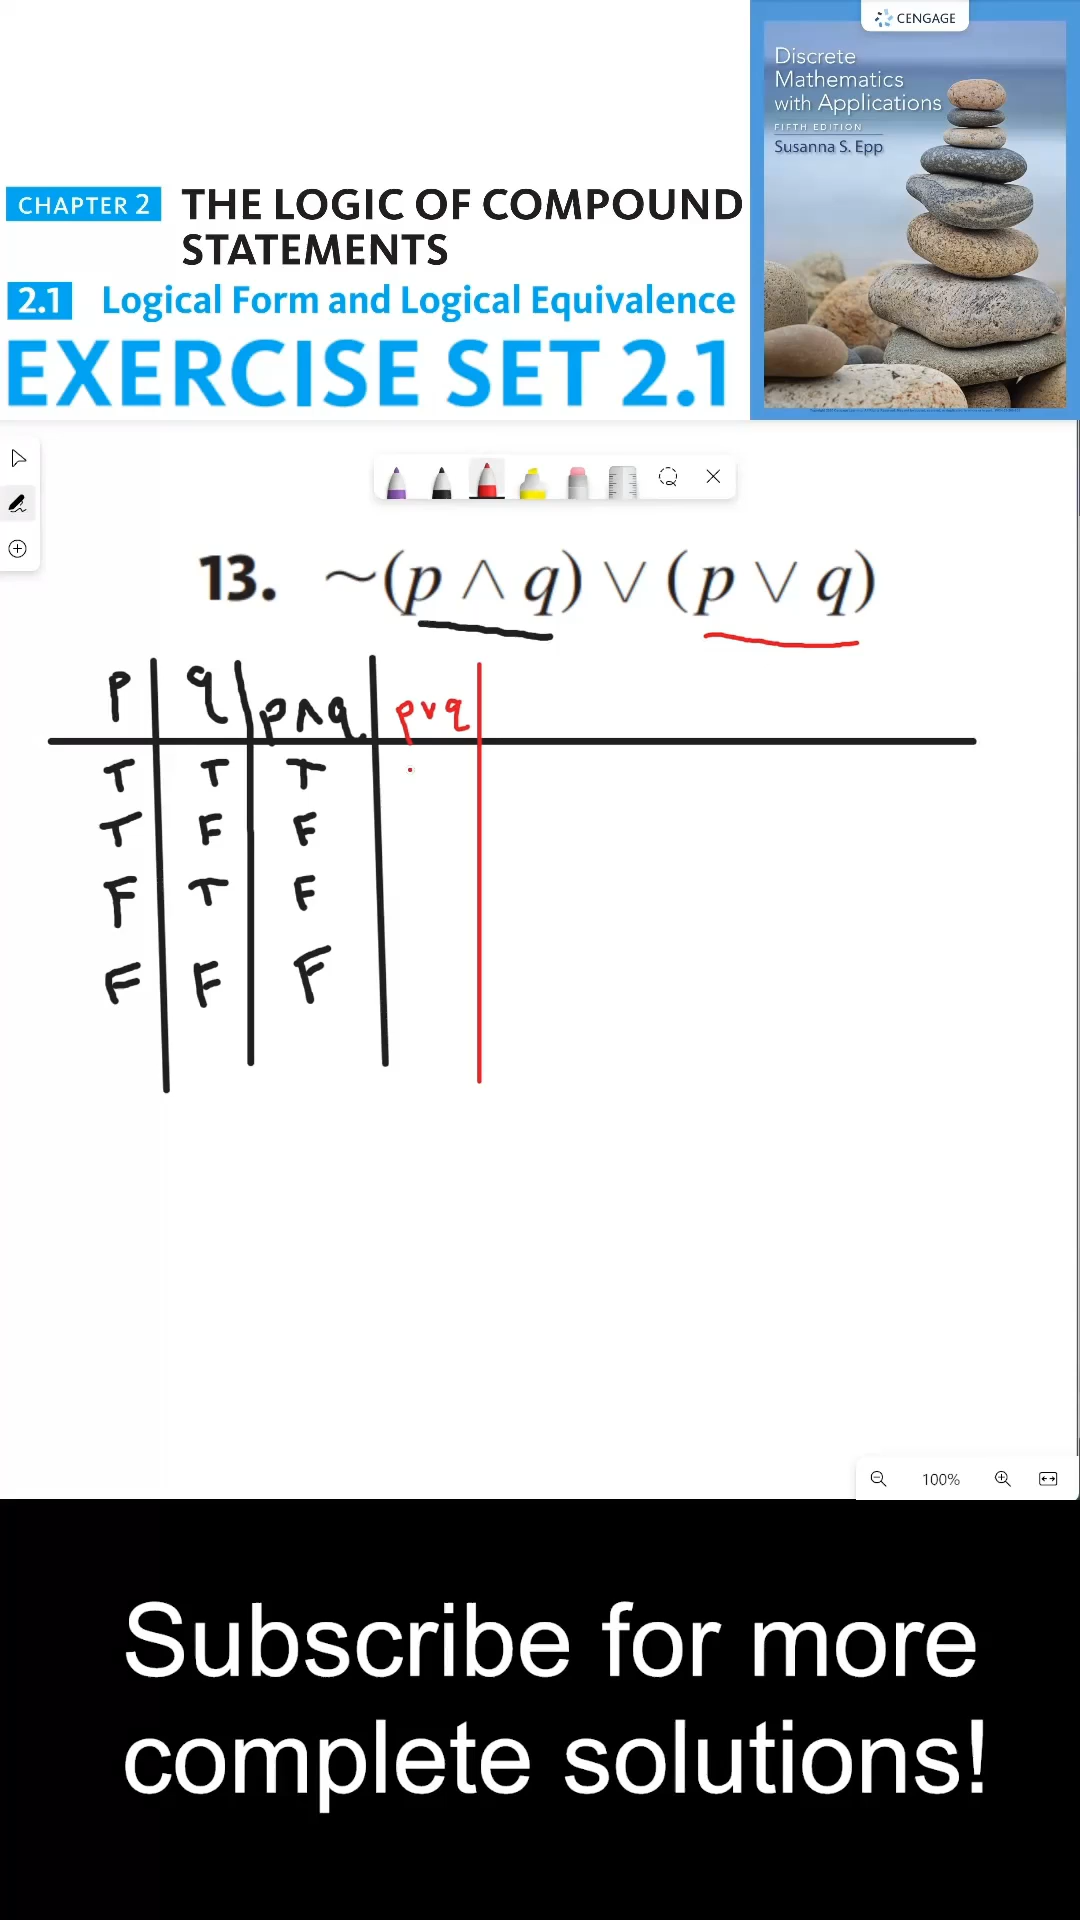 CENGAGE
Discrete
Mathematics
with Applications
FIFTH EDITION
Susanna S. Epp
CHAPTER 2 THE LOGIC OF COMPOUND
STATEMENTS
2.1 Logical Form and Logical Equivalence
EXERCISE SET 2.1
13. ~(p ∧ q) ∨ (p ∨ q)
p q p∧q p∨q
T T T
T F F
F T F
F F F
100%
Subscribe for more
complete solutions!